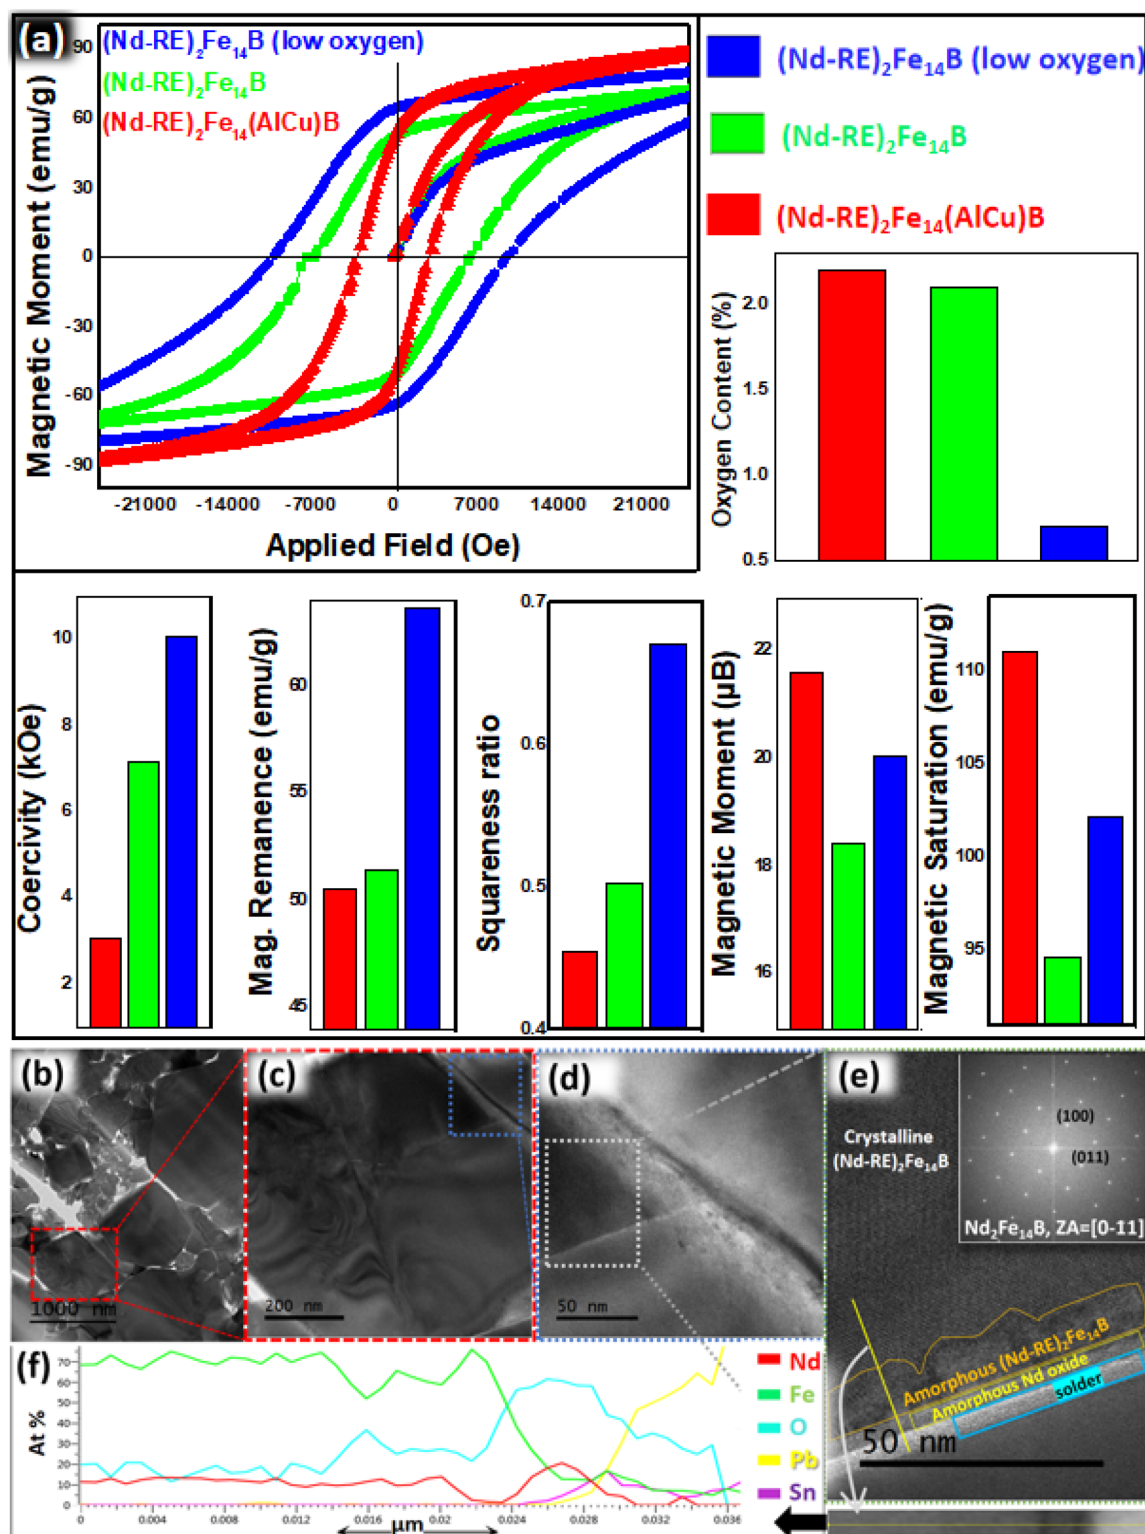 (a)
(Nd-RE)₂Fe₁₄B (low oxygen)
(Nd-RE)₂Fe₁₄B
(Nd-RE)₂Fe₁₄(AlCu)B
Magnetic Moment (emu/g)
90
60
30
0
-30
-60
-90
-21000 -14000 -7000 0 7000 14000 21000
Applied Field (Oe)
(Nd-RE)₂Fe₁₄B (low oxygen)
(Nd-RE)₂Fe₁₄B
(Nd-RE)₂Fe₁₄(AlCu)B
Oxygen Content (%)
2.0
1.5
1.0
0.5
Coercivity (kOe)
10
8
6
4
2
Mag. Remanence (emu/g)
60
55
50
45
Squareness ratio
0.7
0.6
0.5
0.4
Magnetic Moment (μB)
22
20
18
16
Magnetic Saturation (emu/g)
110
105
100
95
(b)
1000 nm
(c)
200 nm
(d)
50 nm
(e)
Crystalline
(Nd-RE)₂Fe₁₄B
(100)
(011)
Nd₂Fe₁₄B, ZA=[0-11]
Amorphous (Nd-RE)₂Fe₁₄B
Amorphous Nd oxide
solder
50 nm
(f)
At %
70
60
50
40
30
20
10
0
0 0.004 0.008 0.012 0.016 0.020 0.024 0.028 0.032 0.036
μm
Nd
Fe
O
Pb
Sn